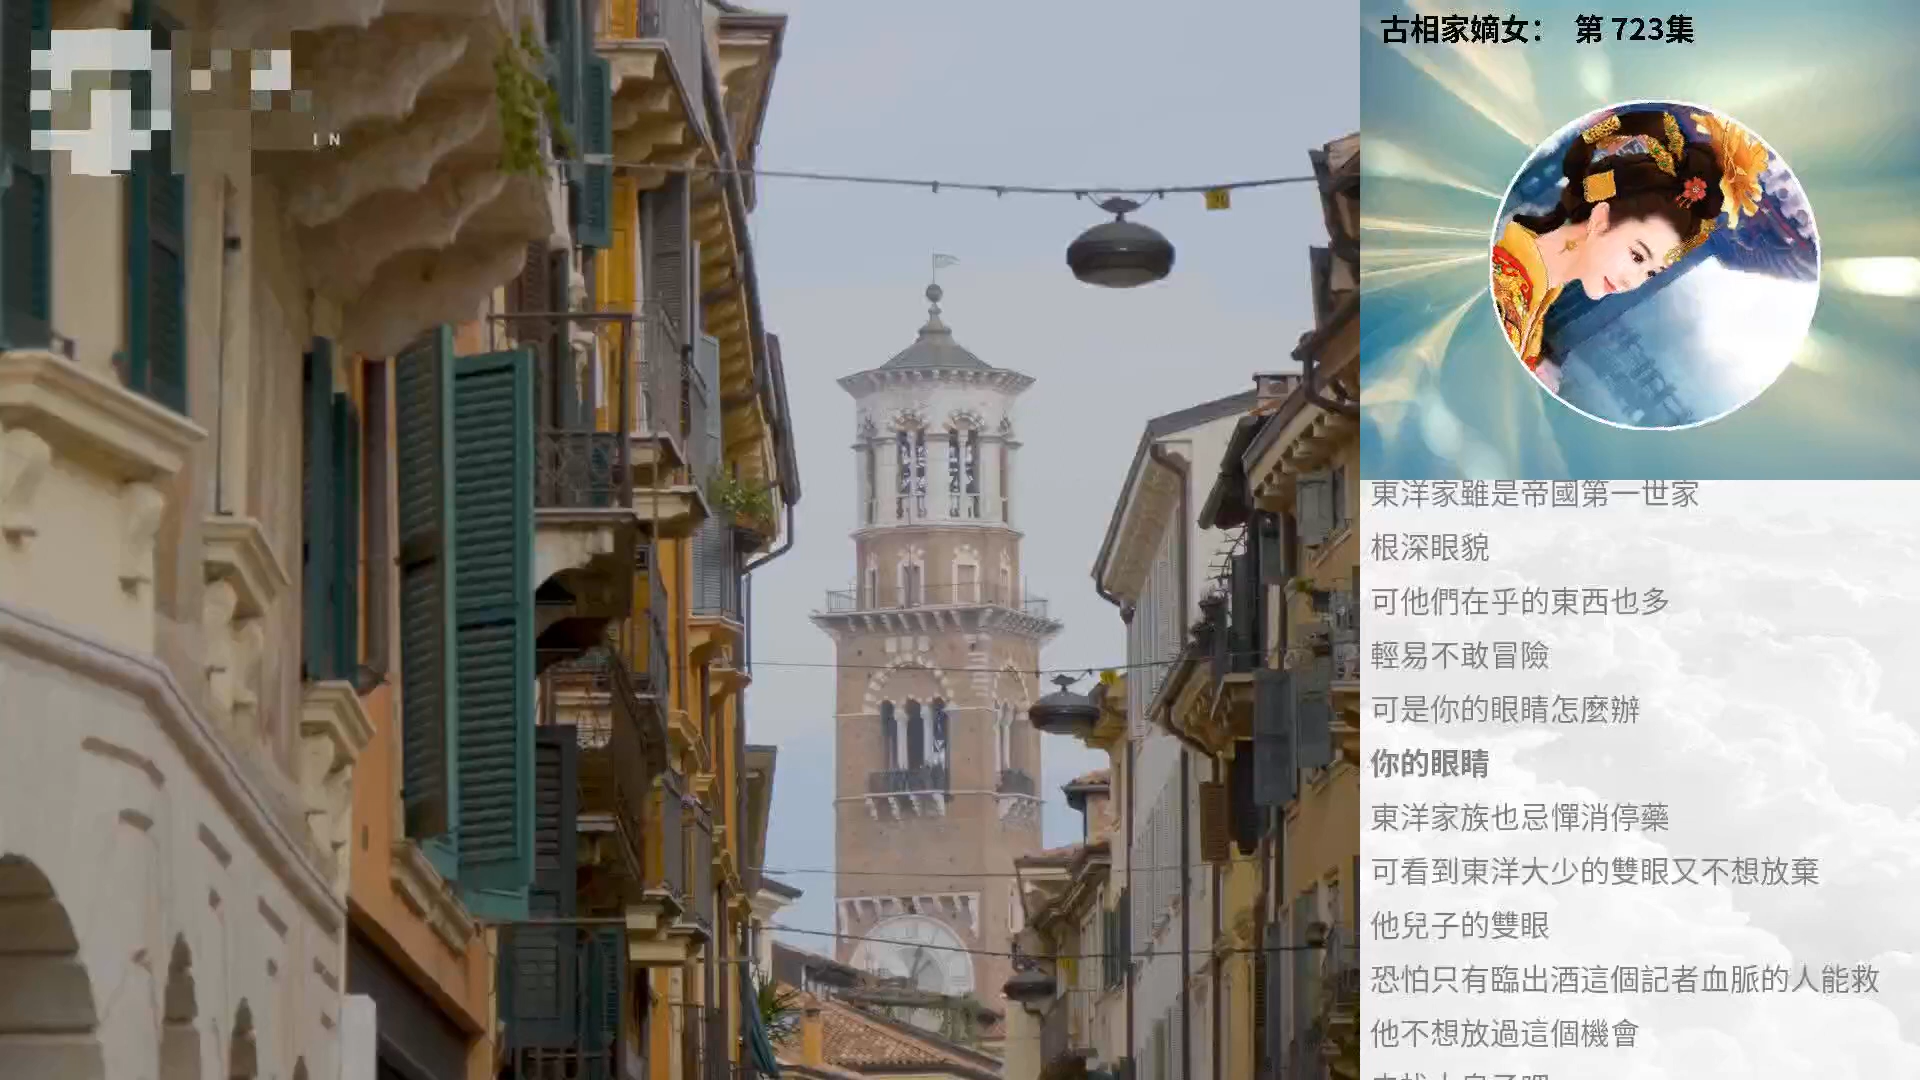 IN
古相家嫡女： 第 723集
東洋家雖是帝國第一世家
根深眼貌
可他們在乎的東西也多
輕易不敢冒險
可是你的眼睛怎麼辦
你的眼睛
東洋家族也忌憚消停藥
可看到東洋大少的雙眼又不想放棄
他兒子的雙眼
恐怕只有臨出酒這個記者血脈的人能救
他不想放過這個機會